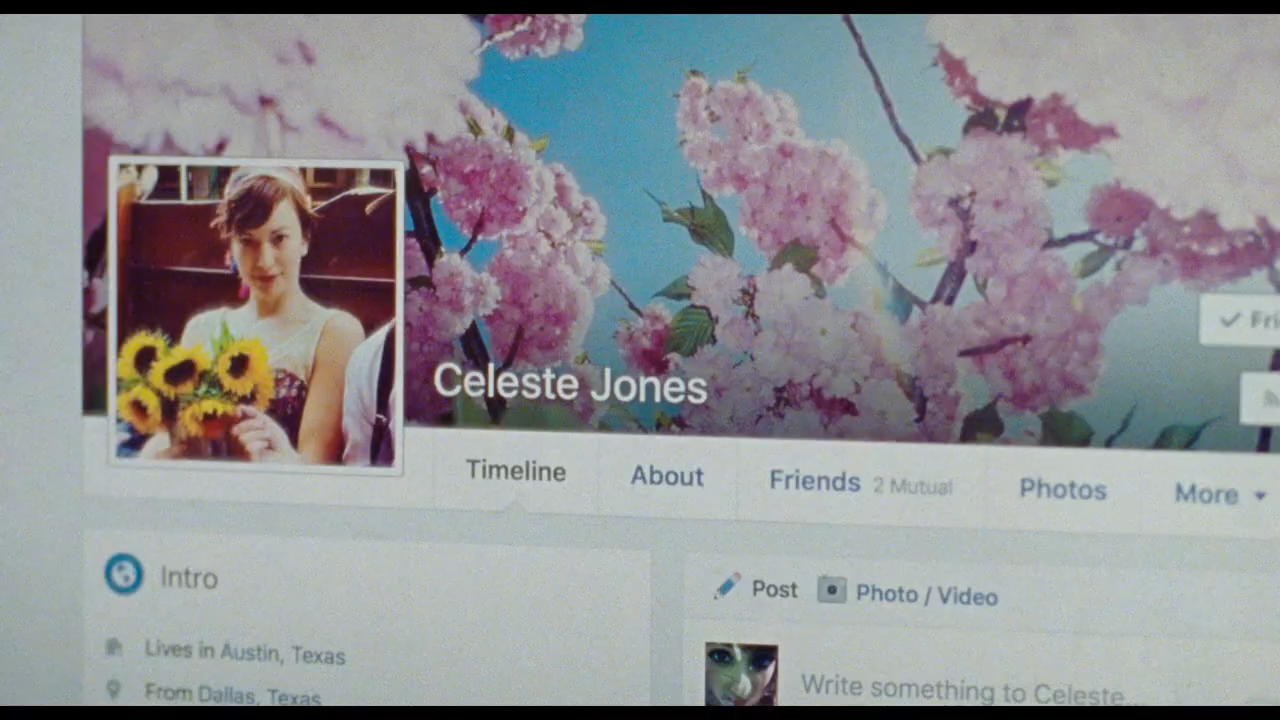 Celeste Jones
Timeline
About
Friends 2 Mutual
Photos
More
Intro
Post
Photo / Video
Lives in Austin, Texas
From Dallas, Texas
Write something to Celeste...